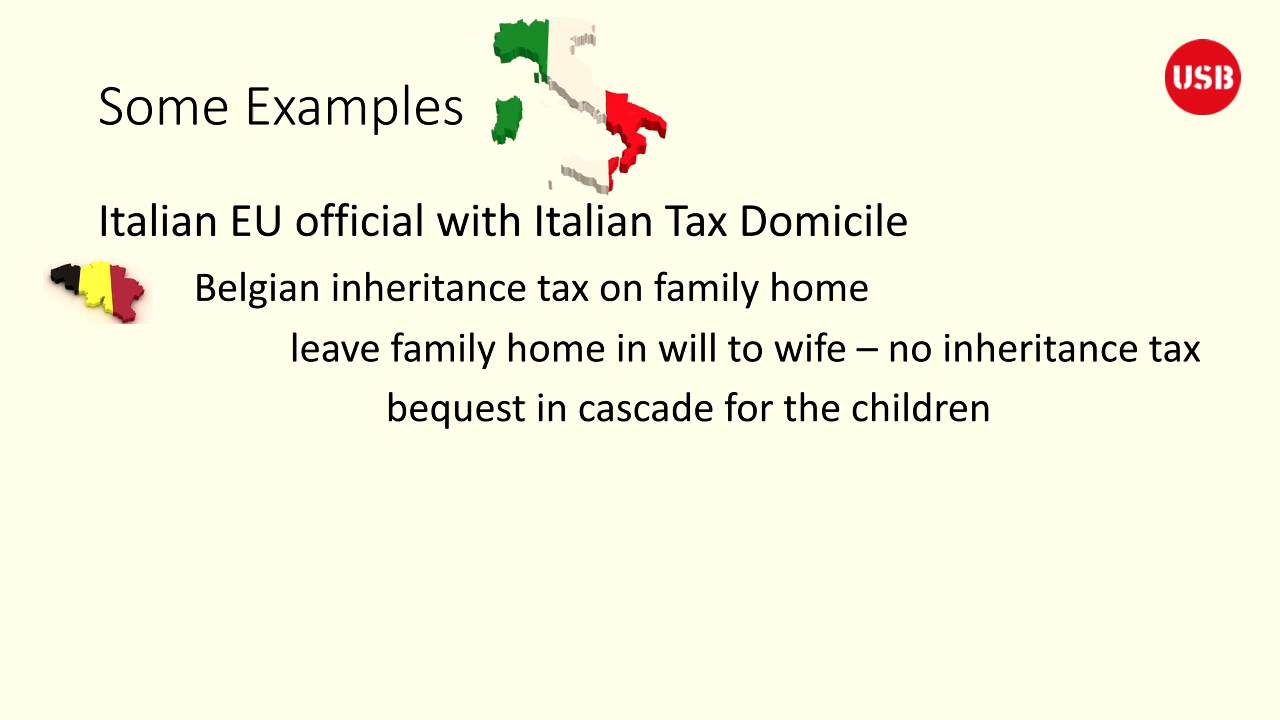 Some Examples
USB
Italian EU official with Italian Tax Domicile
Belgian inheritance tax on family home
leave family home in will to wife – no inheritance tax
bequest in cascade for the children